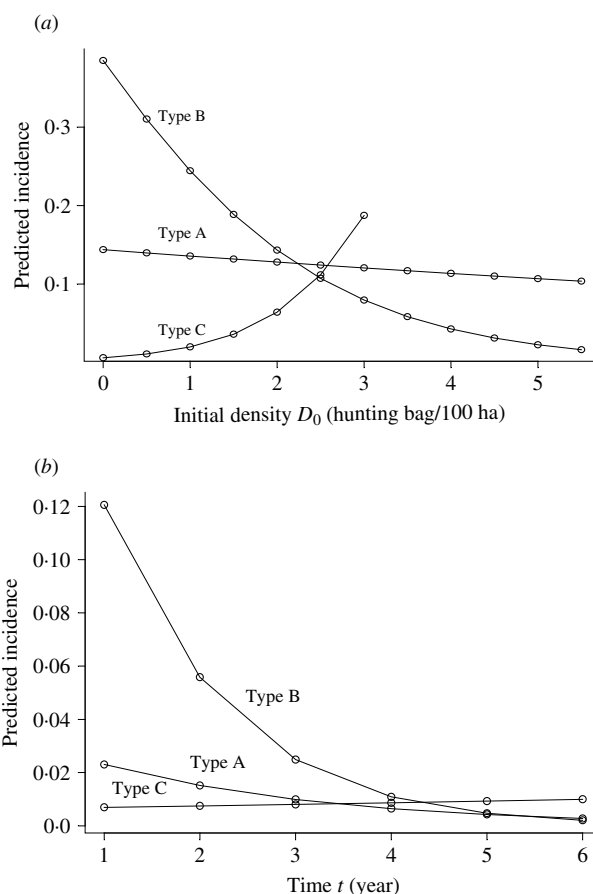 (a)
Predicted incidence
0·3
0·2
0·1
Type B
Type A
Type C
0 1 2 3 4 5
Initial density D0 (hunting bag/100 ha)
(b)
Predicted incidence
0·12
0·10
0·08
0·06
0·04
0·02
0·0
Type B
Type A
Type C
1 2 3 4 5 6
Time t (year)